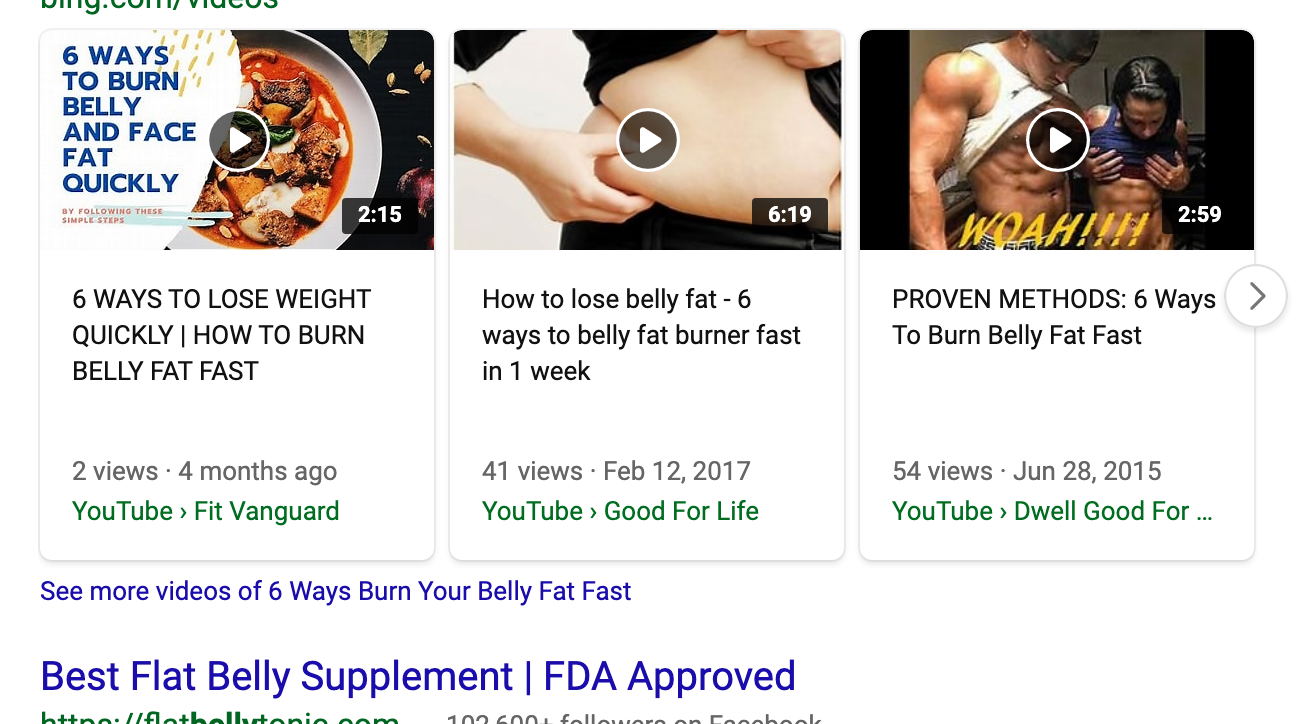 bing.com/videos
6 WAYS
TO BURN
BELLY
AND FACE
FAT
QUICKLY
BY FOLLOWING THESE
SIMPLE STEPS
2:15
6:19
WOAH!!!!
2:59
6 WAYS TO LOSE WEIGHT
QUICKLY | HOW TO BURN
BELLY FAT FAST
2 views · 4 months ago
YouTube › Fit Vanguard
How to lose belly fat - 6
ways to belly fat burner fast
in 1 week
41 views · Feb 12, 2017
YouTube › Good For Life
PROVEN METHODS: 6 Ways
To Burn Belly Fat Fast
54 views · Jun 28, 2015
YouTube › Dwell Good For ...
See more videos of 6 Ways Burn Your Belly Fat Fast
Best Flat Belly Supplement | FDA Approved
https://flatbellytonic.com 102,600+ followers on Facebook